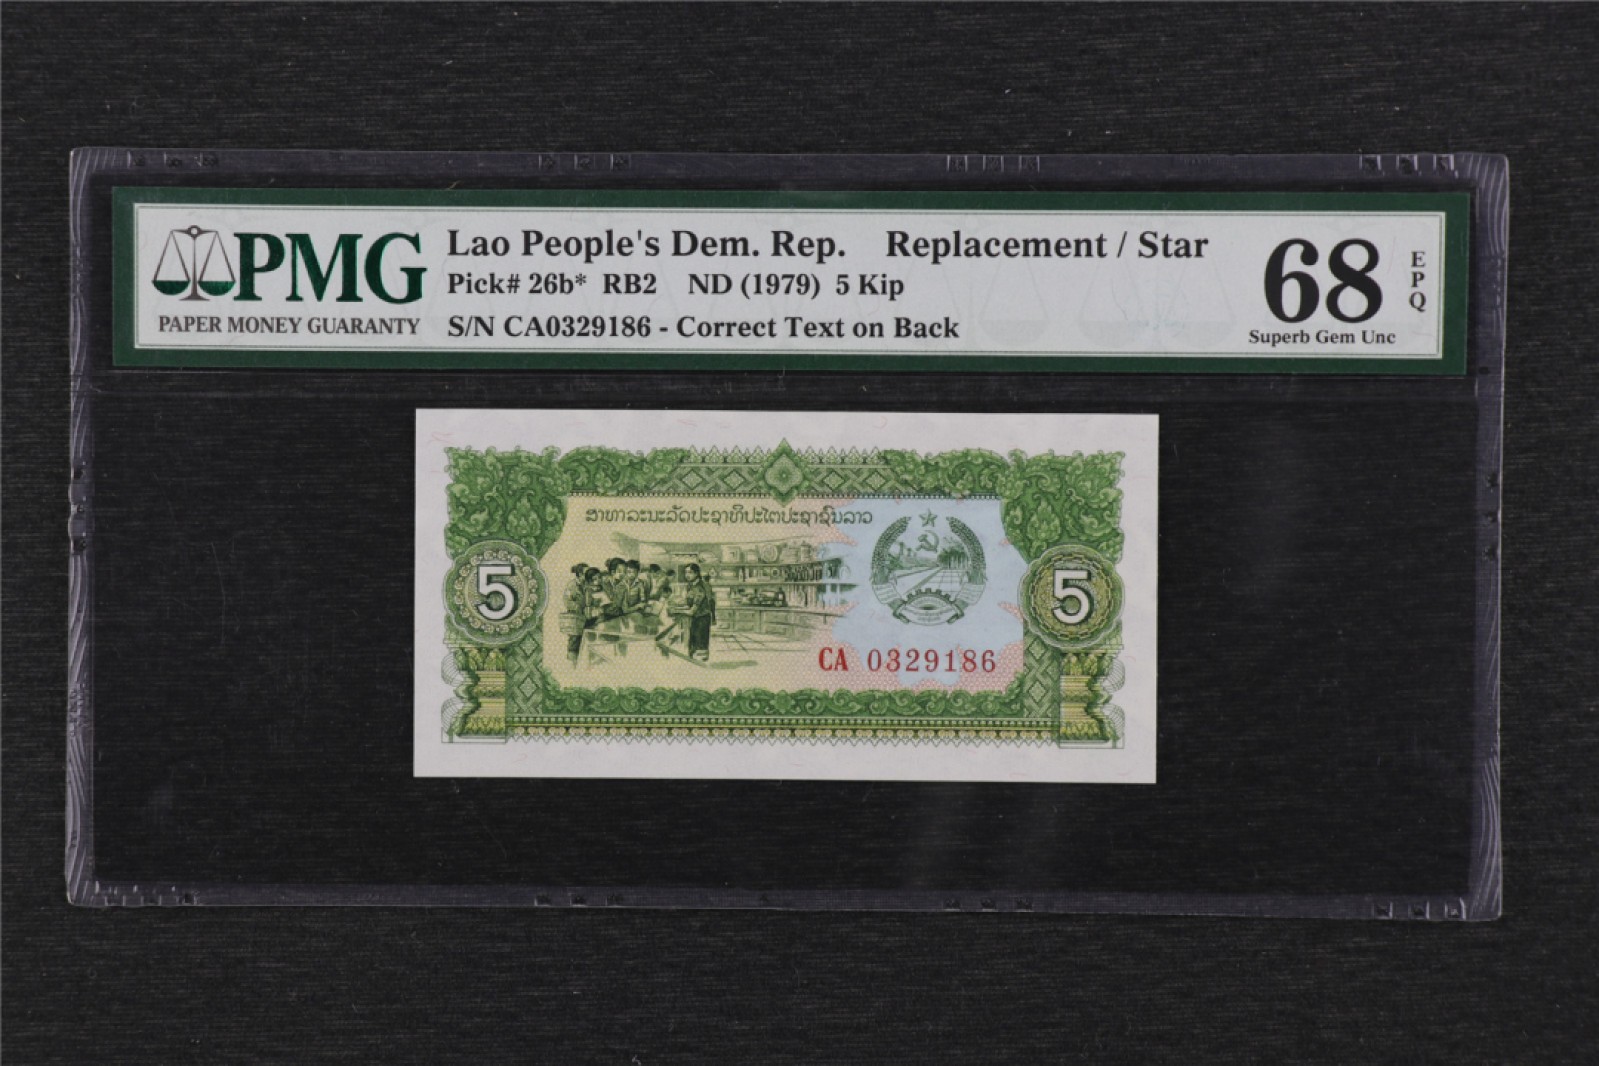 PMG
PAPER MONEY GUARANTY
Lao People's Dem. Rep. Replacement / Star
Pick# 26b* RB2 ND (1979) 5 Kip
S/N CA0329186 - Correct Text on Back
68
EPQ
Superb Gem Unc
ສາທາລະນະລັດປະຊາທິປະໄຕປະຊາຊົນລາວ
5
5
CA 0329186